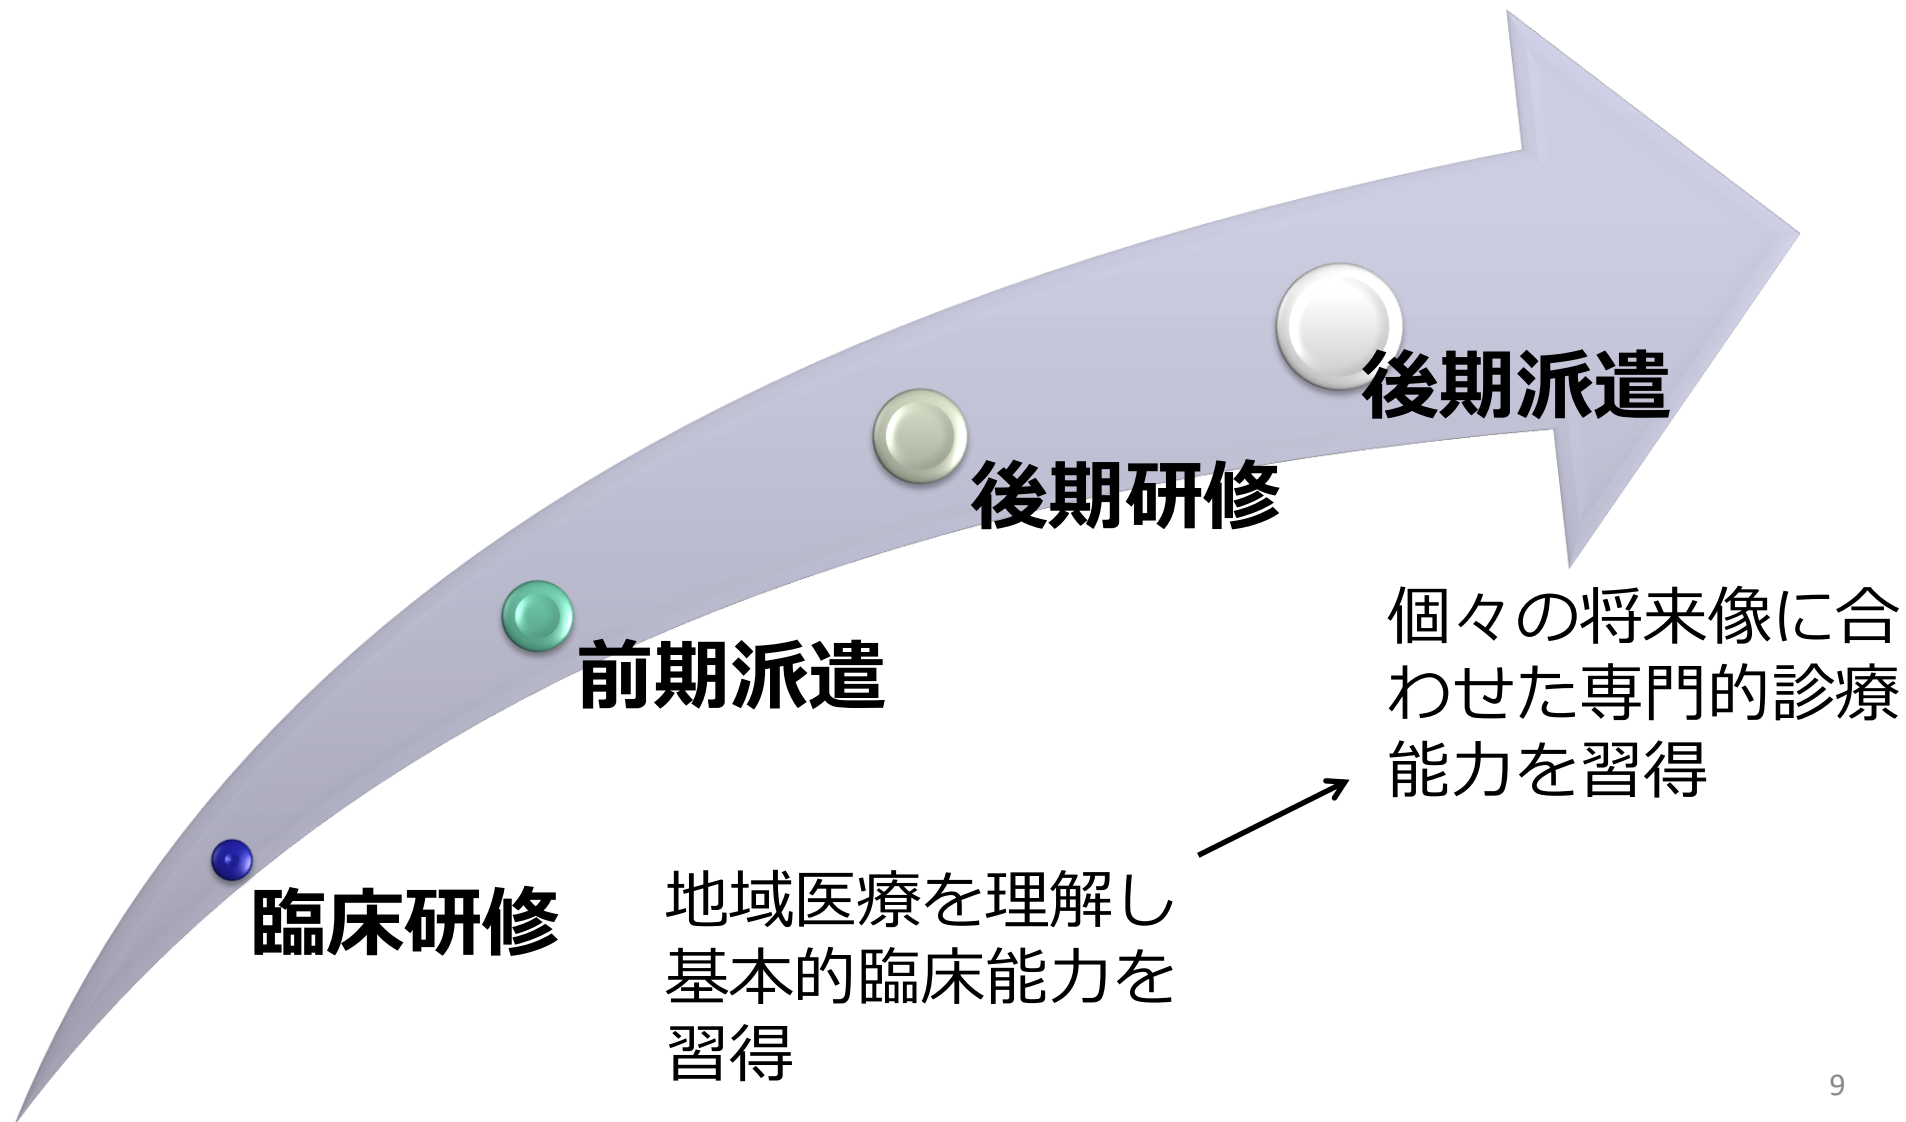 後期派遣
後期研修
前期派遣
臨床研修
個々の将来像に合
わせた専門的診療
能力を習得
地域医療を理解し
基本的臨床能力を
習得
9